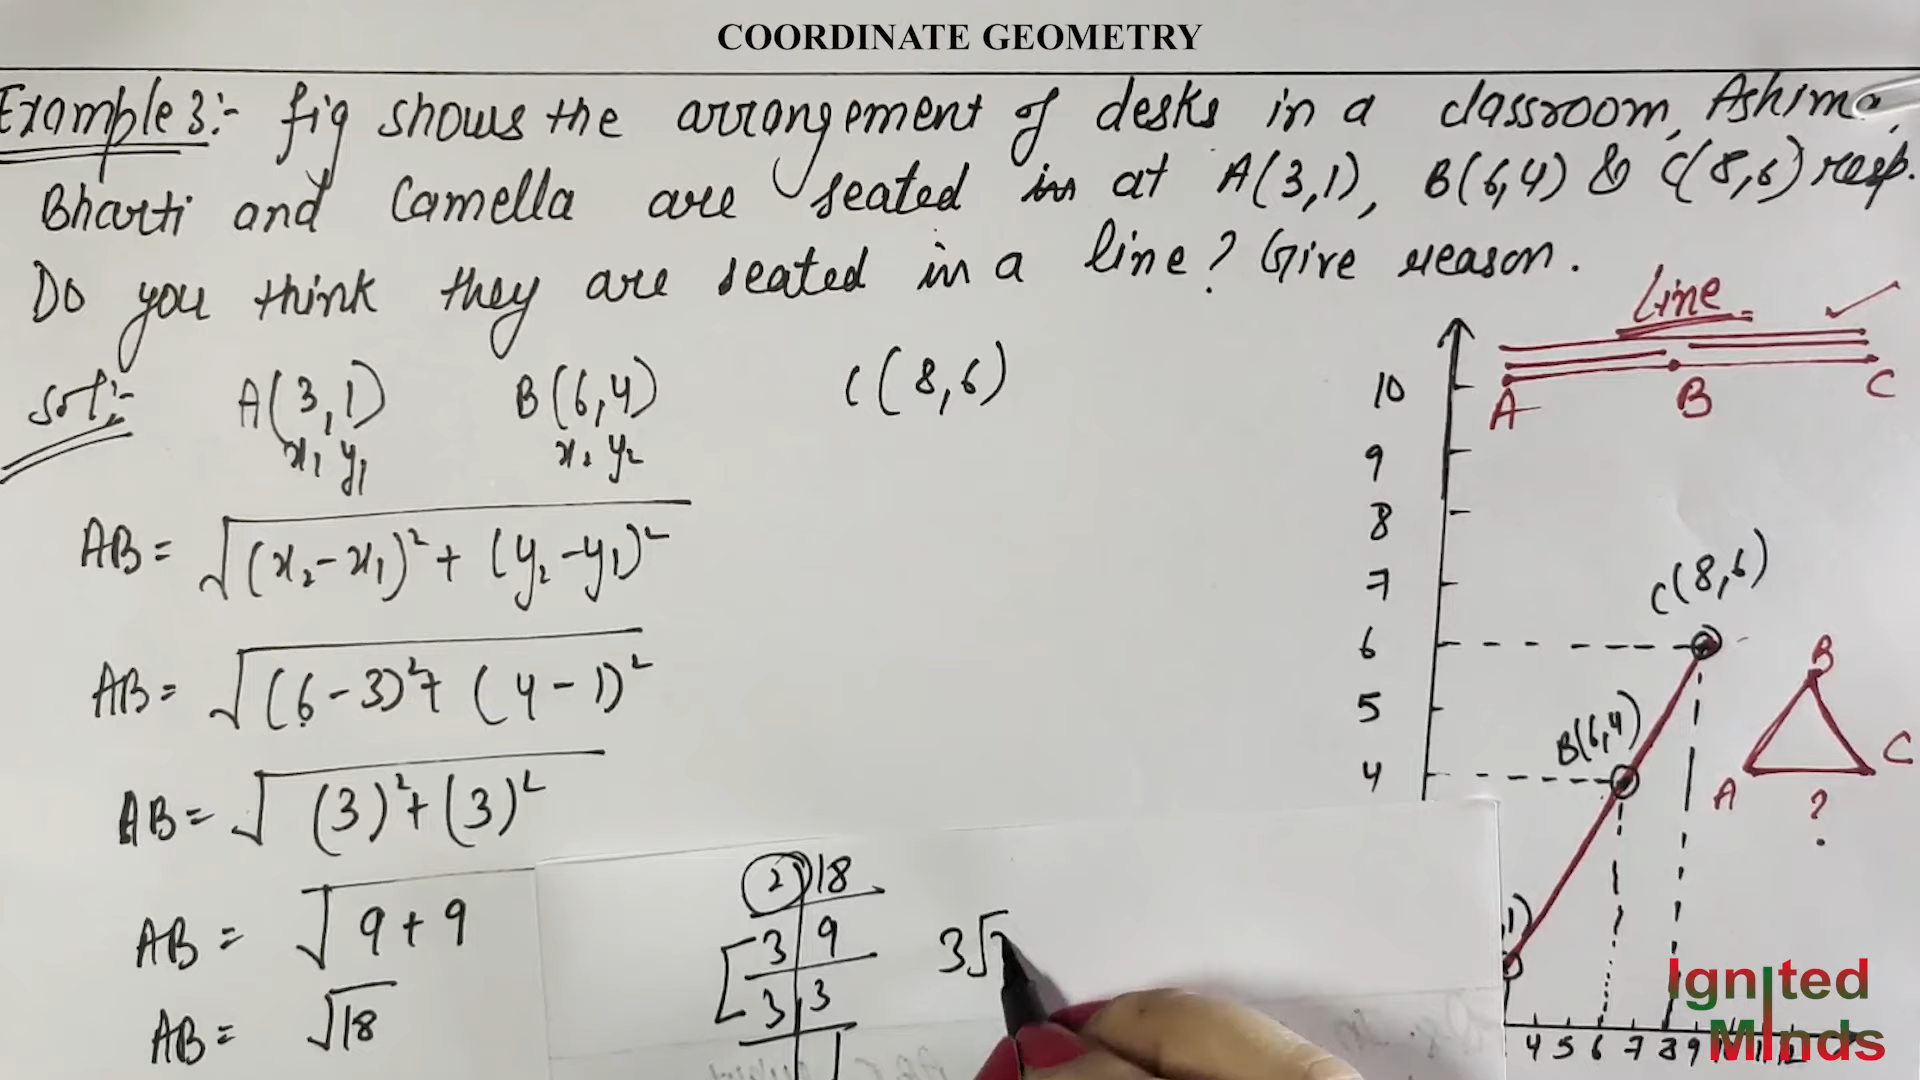 COORDINATE GEOMETRY
Example 3:- fig shows the arrangement of desks in a classroom, Ashima,
Bharti and Camella are seated in at A(3,1), B(6,4) & C(8,6) resp.
Do you think they are seated in a line? Give reason.
Line
A B C
Sol:- A(3,1) B(6,4) C(8,6)
x₁ y₁ x₂ y₂
AB = √(x₂-x₁)²+(y₂-y₁)²
AB = √(6-3)²+(4-1)²
AB = √(3)²+(3)²
AB = √9+9
AB = √18
2 18
3 9
3 3
1
3√
10
9
8
7
6
5
4
C(8,6)
B(6,4)
,1)
B
A C
?
4 5 6 7 8 9
Ignited
Minds